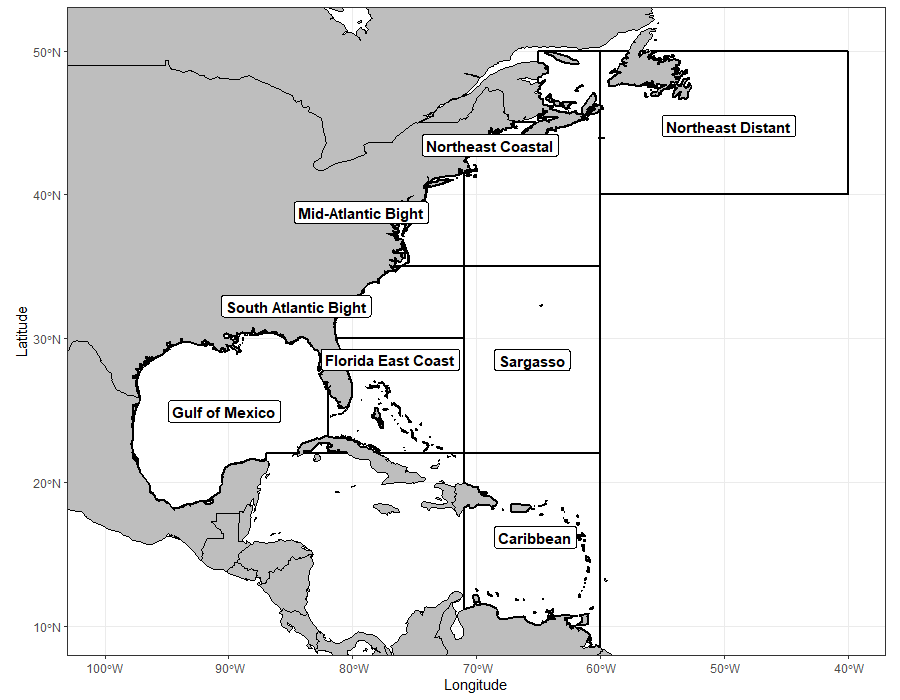 50°N
Northeast Distant
Northeast Coastal
40°N
Mid-Atlantic Bight
South Atlantic Bight
30°N
Florida East Coast
Sargasso
Gulf of Mexico
20°N
Caribbean
10°N
Latitude
100°W 90°W 80°W 70°W 60°W 50°W 40°W
Longitude